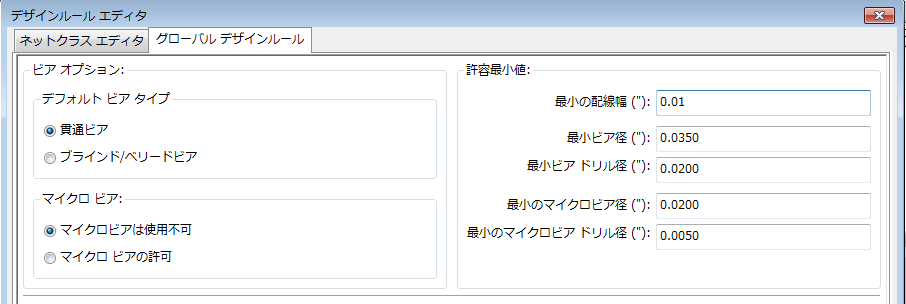 デザインルール エディタ
ネットクラス エディタ グローバル デザインルール
ビア オプション:
デフォルト ビア タイプ
貫通ビア
ブラインド/ベリードビア
マイクロ ビア:
マイクロビアは使用不可
マイクロ ビアの許可
許容最小値:
最小の配線幅 ("): 0.01
最小ビア径 ("): 0.0350
最小ビア ドリル径 ("): 0.0200
最小のマイクロビア径 ("): 0.0200
最小のマイクロビア ドリル径 ("): 0.0050